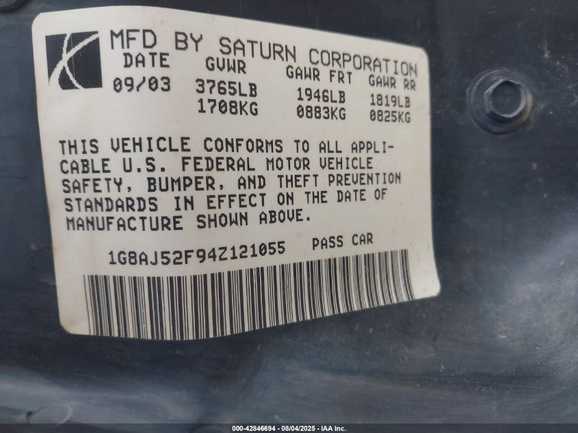 MFD BY SATURN CORPORATION
DATE GVWR GAWR FRT GAWR RR
09/03 3765LB 1946LB 1819LB
1708KG 0883KG 0825KG
THIS VEHICLE CONFORMS TO ALL APPLI-
CABLE U.S. FEDERAL MOTOR VEHICLE
SAFETY, BUMPER, AND THEFT PREVENTION
STANDARDS IN EFFECT ON THE DATE OF
MANUFACTURE SHOWN ABOVE.
1G8AJ52F94Z121055 PASS CAR
000-42846694 - 08/04/2025 - IAA Inc.